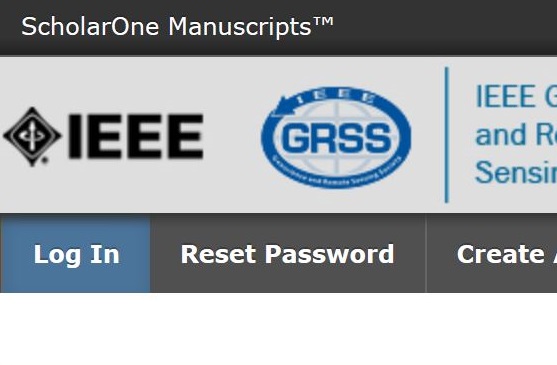 ScholarOne Manuscripts™
IEEE
IEEE
GRSS
Geoscience and Remote Sensing Society
IEEE G
and Re
Sensin
Log In
Reset Password
Create A